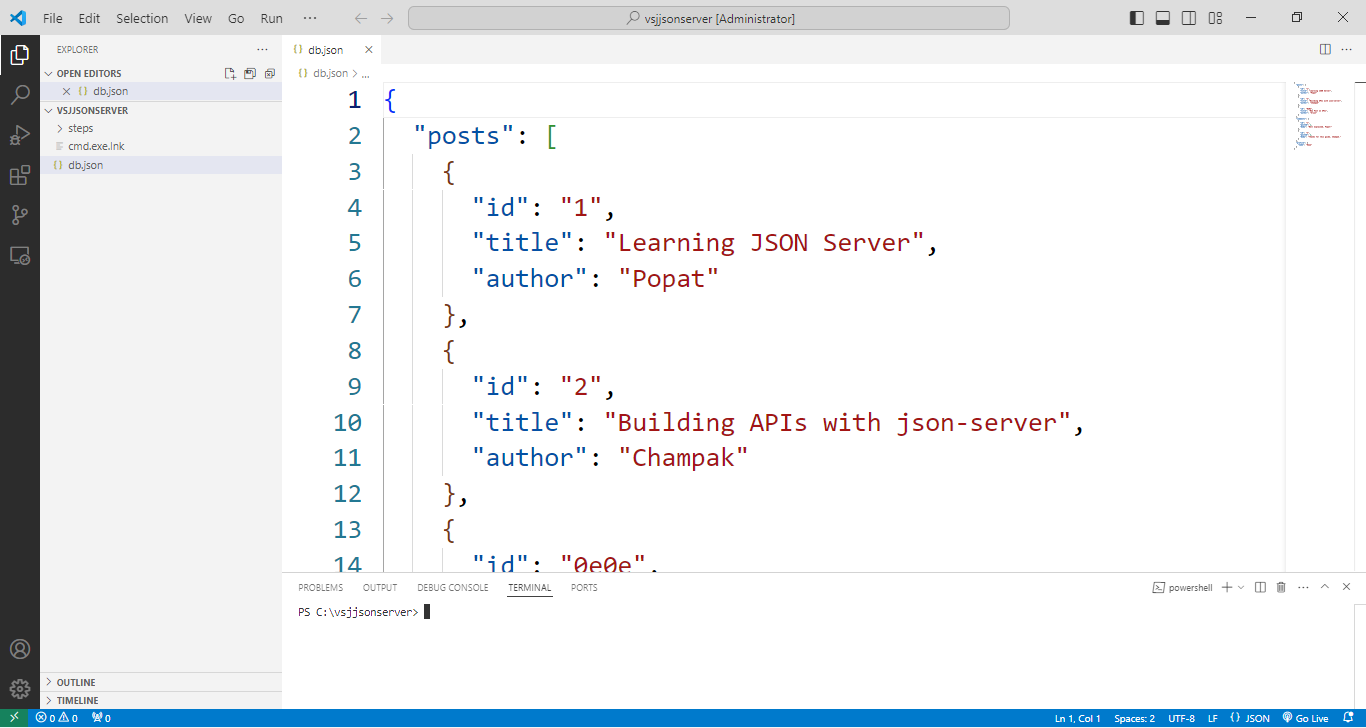 File Edit Selection View Go Run ···
vsjjsonserver [Administrator]
EXPLORER ···
OPEN EDITORS
{} db.json
VSJJSONSERVER
steps
cmd.exe.lnk
{} db.json
OUTLINE
TIMELINE
{} db.json
{} db.json > ...
1 {
2 "posts": [
3 {
4 "id": "1",
5 "title": "Learning JSON Server",
6 "author": "Popat"
7 },
8 {
9 "id": "2",
10 "title": "Building APIs with json-server",
11 "author": "Champak"
12 },
13 {
14 "id": "0e0e",
PROBLEMS OUTPUT DEBUG CONSOLE TERMINAL PORTS
powershell
PS C:\vsjjsonserver>
0 0 0
Ln 1, Col 1 Spaces: 2 UTF-8 LF {} JSON Go Live